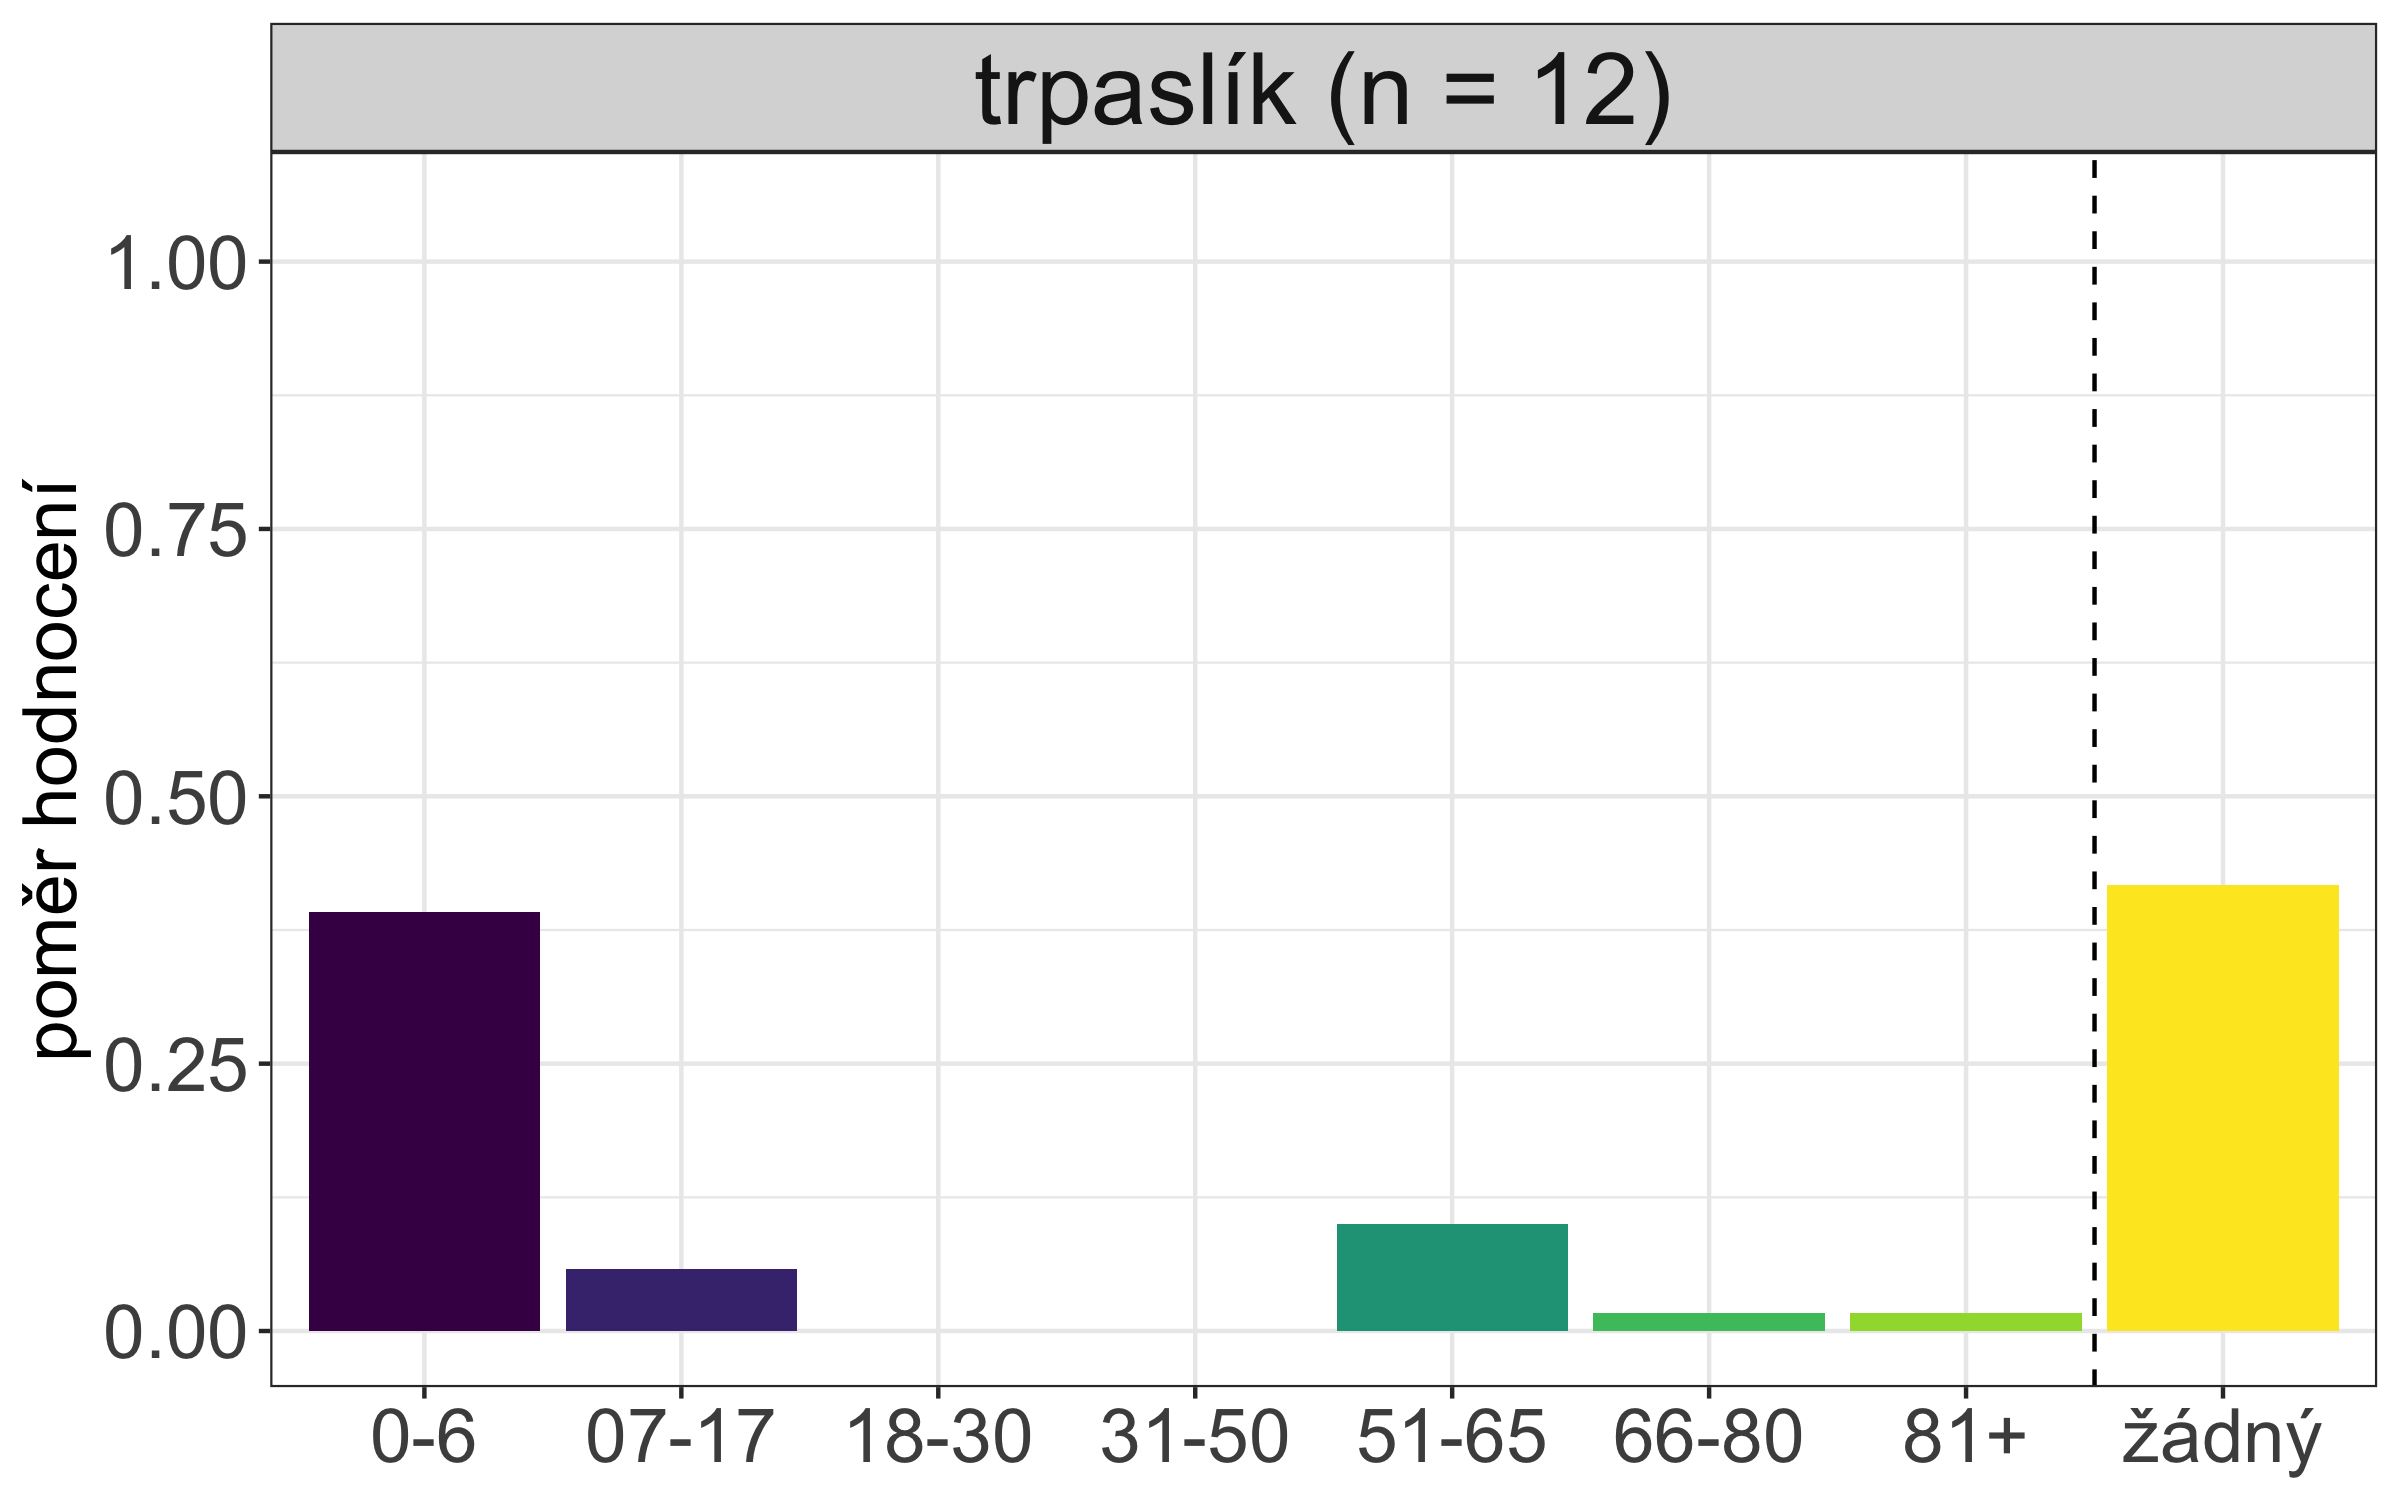 trpaslík (n = 12)
poměr hodnocení
1.00
0.75
0.50
0.25
0.00
0-6 07-17 18-30 31-50 51-65 66-80 81+ žádný